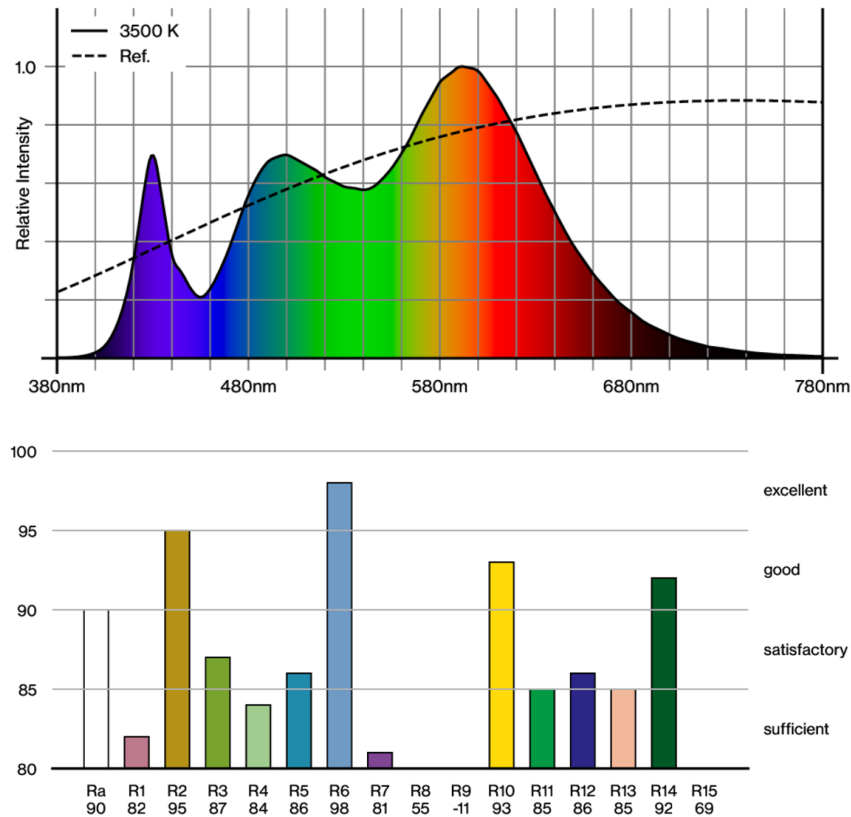 3500 K
Ref.
1.0
Relative Intensity
380nm 480nm 580nm 680nm 780nm
100
excellent
95
good
90
satisfactory
85
sufficient
80
Ra R1 R2 R3 R4 R5 R6 R7 R8 R9 R10 R11 R12 R13 R14 R15
90 82 95 87 84 86 98 81 55 -11 93 85 86 85 92 69